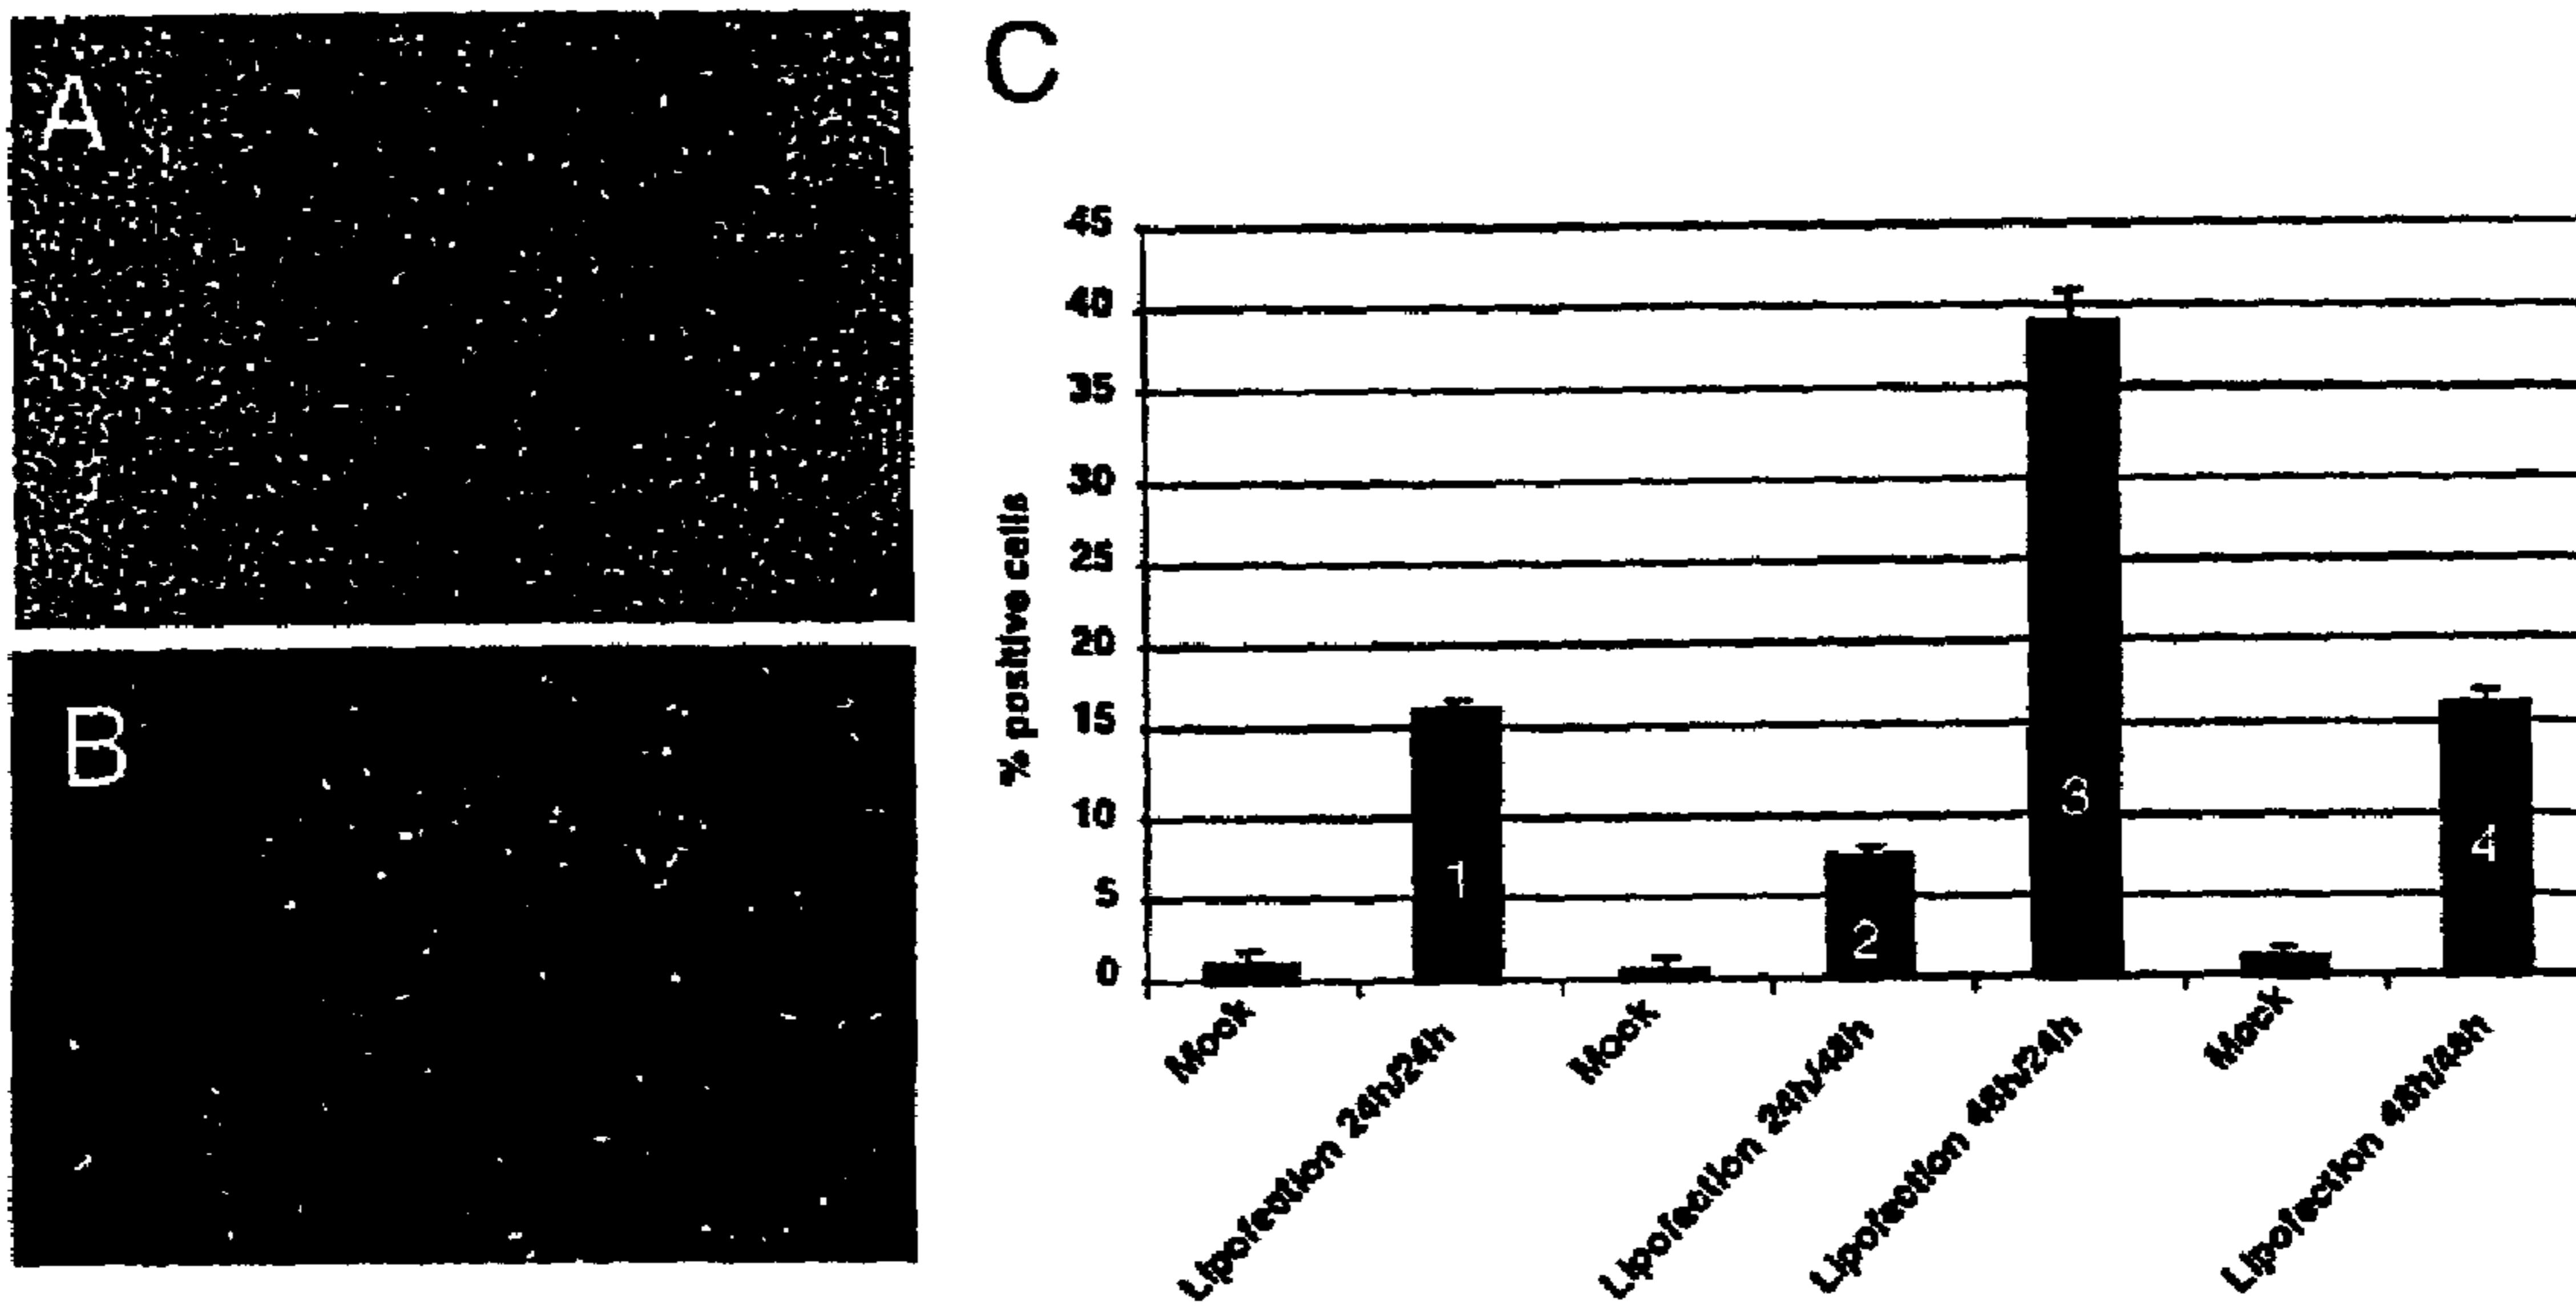 A
B
C
% positive cells
45
40
35
30
25
20
15
10
5
0
1
2
3
4
Mock
Lipofection 24h/24h
Mock
Lipofection 24h/48h
Lipofection 48h/24h
Mock
Lipofection 48h/48h